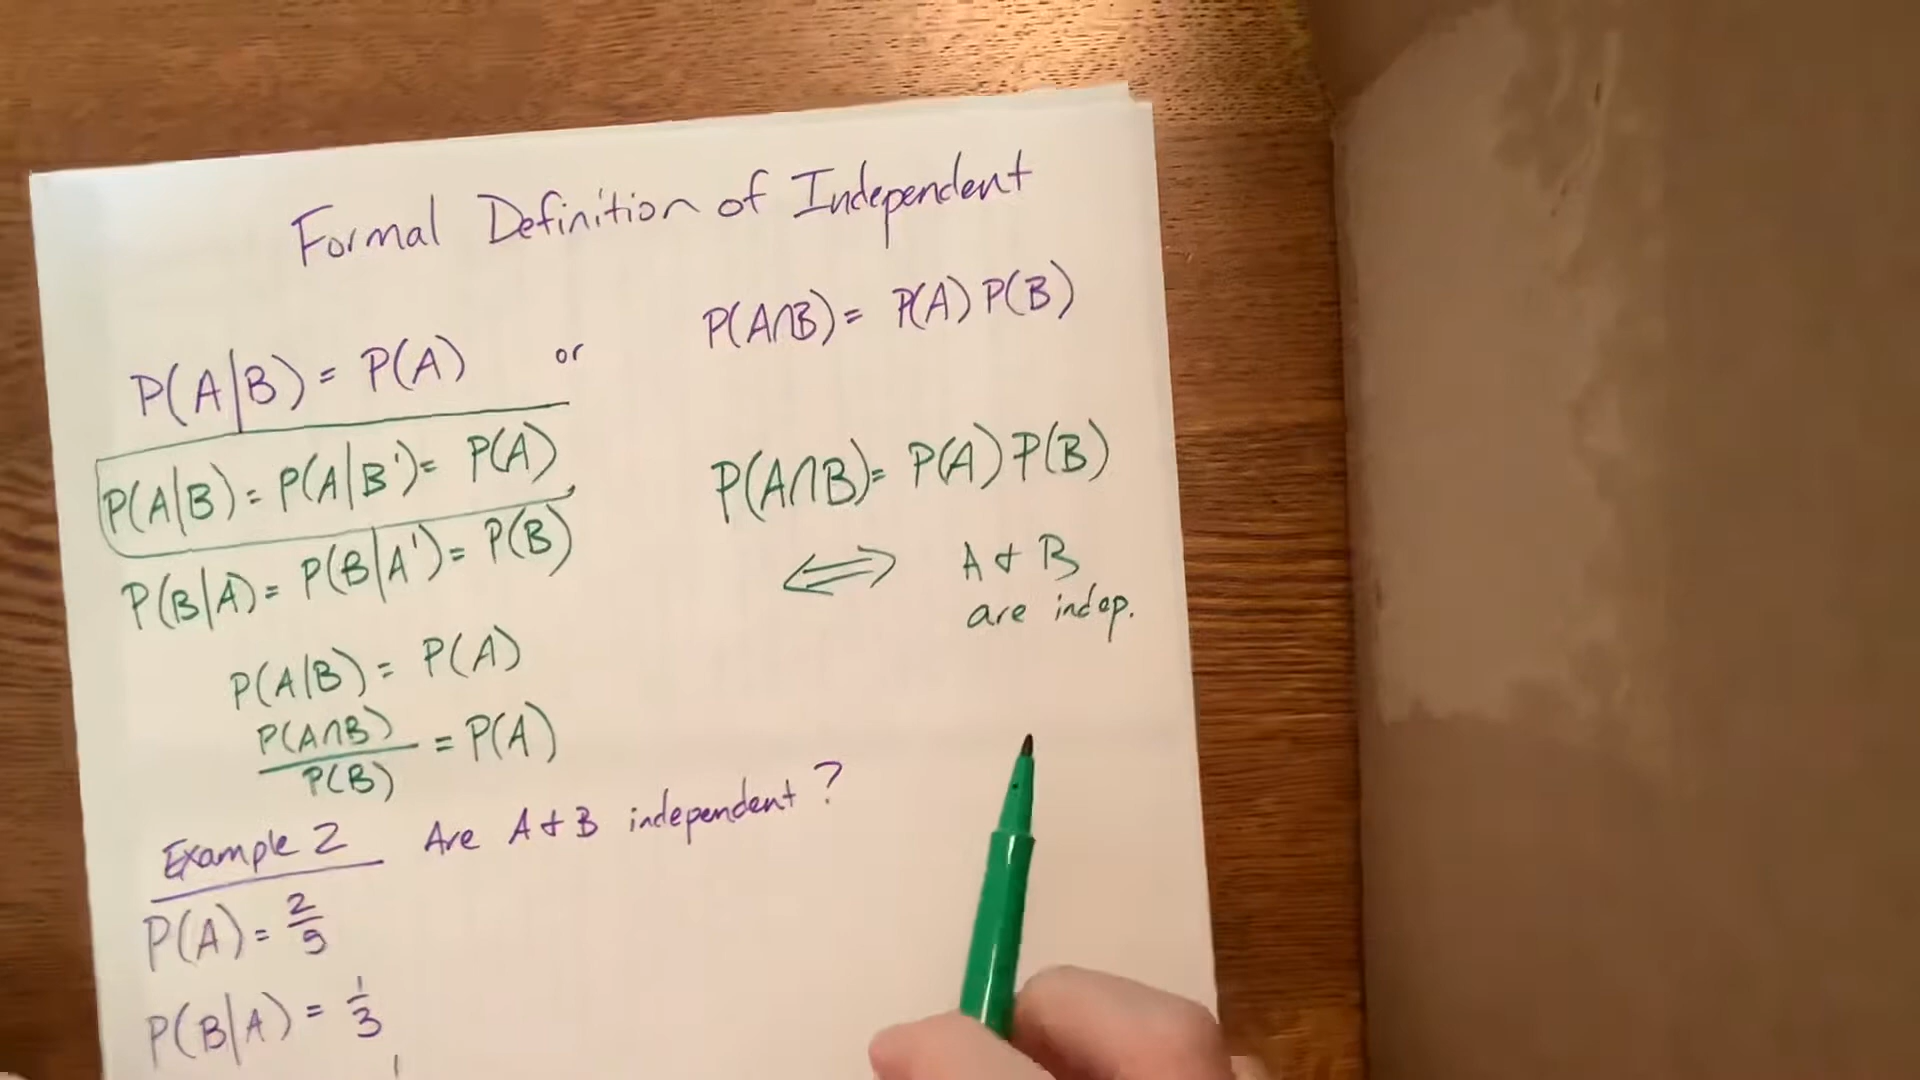 Formal Definition of Independent
P(A|B) = P(A) or P(A∩B) = P(A) P(B)
P(A|B) = P(A|B') = P(A)
P(B|A) = P(B|A') = P(B)
P(A∩B) = P(A) P(B)
⟺ A + B
are indep.
P(A|B) = P(A)
P(A∩B)
P(B)
= P(A)
Example 2 Are A + B independent?
P(A) = 2/5
P(B|A) = 1/3